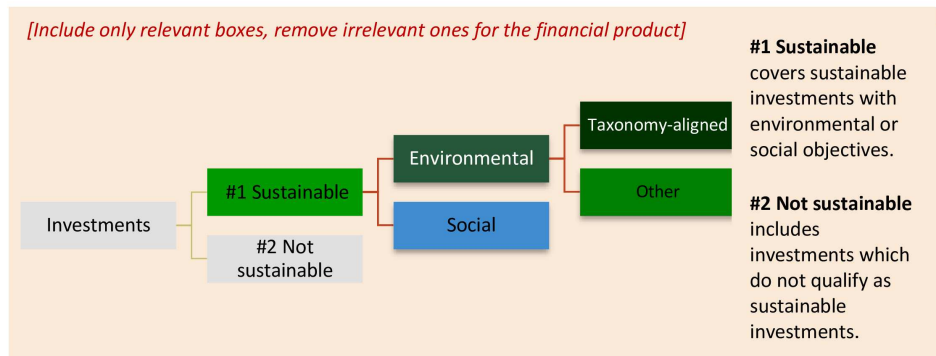 [Include only relevant boxes, remove irrelevant ones for the financial product]
Investments
#1 Sustainable
#2 Not
sustainable
Environmental
Social
Taxonomy-aligned
Other
#1 Sustainable
covers sustainable
investments with
environmental or
social objectives.
#2 Not sustainable
includes
investments which
do not qualify as
sustainable
investments.